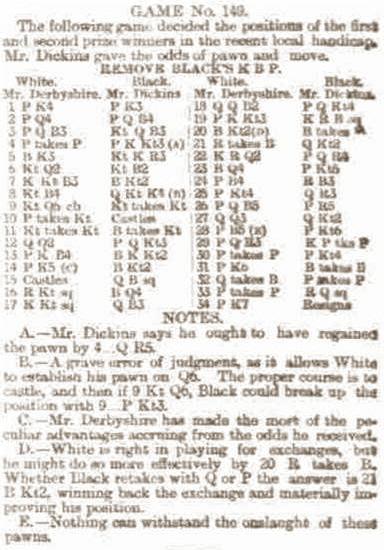 GAME No. 149.
The following game decided the positions of the first
and second prize winners in the recent local handicap.
Mr. Dickins gave the odds of pawn and move.
REMOVE BLACK'S K B P.
White. Black. White. Black.
Mr. Derbyshire. Mr. Dickins Mr. Derbyshire. Mr. Dickins.
1 P K4 P K3 18 Q Q B2 P Q Kt4
2 P Q4 P Q B4 19 P K Kt3 K R B sq
3 P Q B3 Kt Q B3 20 B Kt2 (D) B takes
4 P takes P P K Kt3 (A) 21 R takes B Q Kt2
5 B K3 Kt K R3 22 K R Q2 P Kt5
6 Kt Q2 Kt B2 23 B Q4 P Kt6
7 K Kt B3 B Kt2 24 P B4 R B3
8 Kt B4 Q Kt K4 (B) 25 P Kt4 Q Kt3
9 Kt Q6 ch Kt takes Kt 26 P Q B5 P R5
10 P takes Kt Castles 27 Q Q3 Q Kt2
11 Kt takes Kt B takes Kt 28 P B5 (E) P Kt6
12 Q Q2 P Q Kt3 29 P Q B3 K P tks P
13 P K B4 B K Kt2 30 P takes P P Kt4
14 P K5 (C) B Kt2 31 P K6 B takes B
15 Castles Q B sq 32 Q takes B P takes P
16 R Kt sq B Q4 33 P takes P R Q sq
17 K Kt sq Q B3 34 P K7 Resigns
NOTES.
A.—Mr. Dickins says he ought to have regained
the pawn by 4...Q R5.
B.—A grave error of judgment, as it allows White
to establish his pawn on Q6. The proper course is to
castle, and then if 9 Kt Q6, Black could break up the
position with 9...P Kt3.
C.—Mr. Derbyshire has made the most of the pe-
culiar advantages accruing from the odds he received.
D.—White is right in playing for exchanges, but
he might do so more effectively by 20 R takes B.
Whether Black retakes with Q or P the answer is 21
B Kt2, winning back the exchange and materially im-
proving his position.
E.—Nothing can withstand the onslaught of these
pawns.